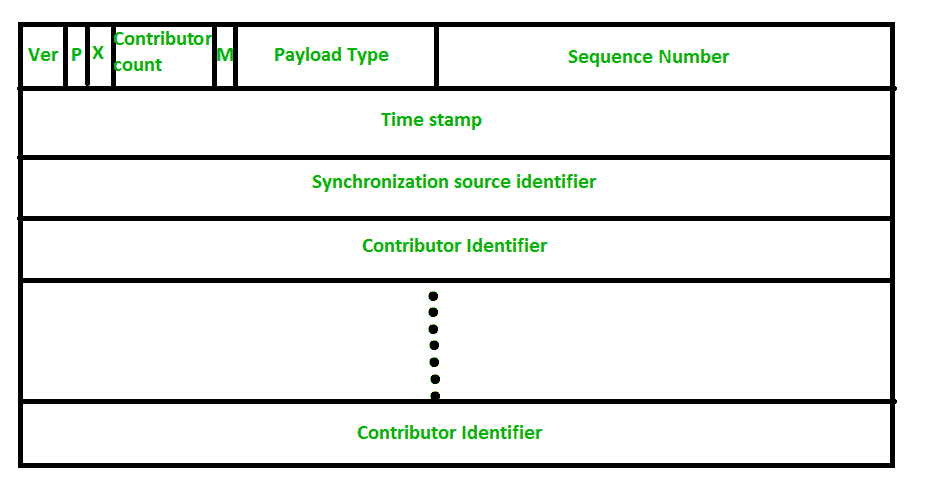 Ver P X Contributor count M Payload Type Sequence Number
Time stamp
Synchronization source identifier
Contributor Identifier
Contributor Identifier